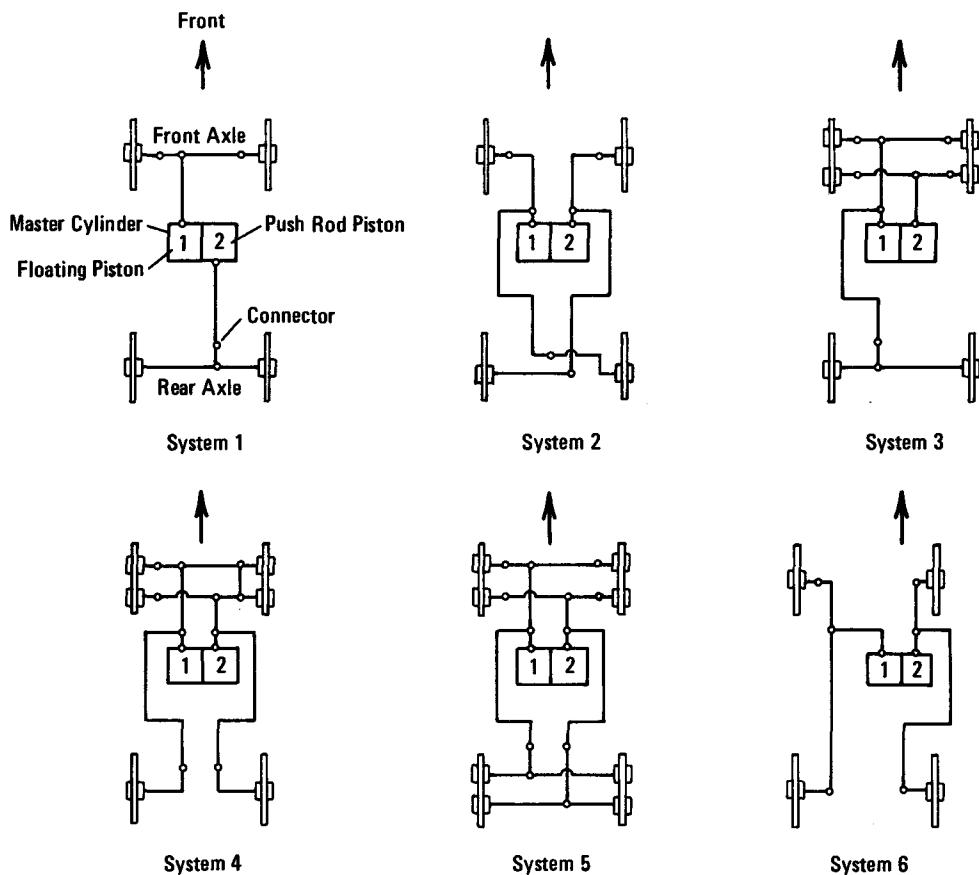 Front
Front Axle
Master Cylinder
1 2
Push Rod Piston
Floating Piston
Connector
Rear Axle
System 1
1 2
System 2
1 2
System 3
1 2
System 4
1 2
System 5
1 2
System 6